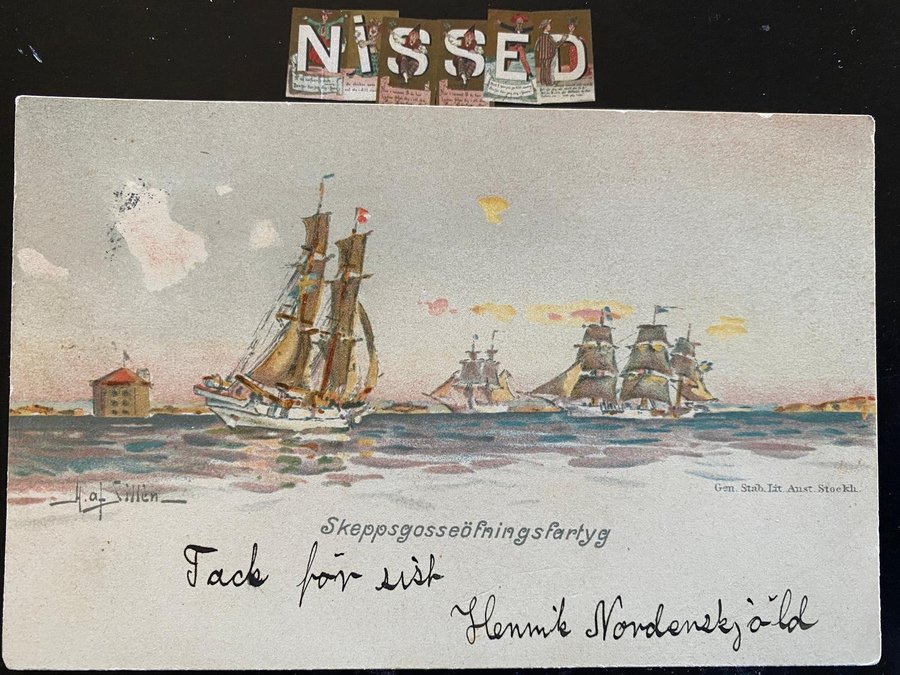 NiSSED
H. af Sillén
Gen. Stab. Lit. Anst. Stockh.
Skeppsgosseöfningsfartyg
Tack för sist
Henrik Nordenskjöld